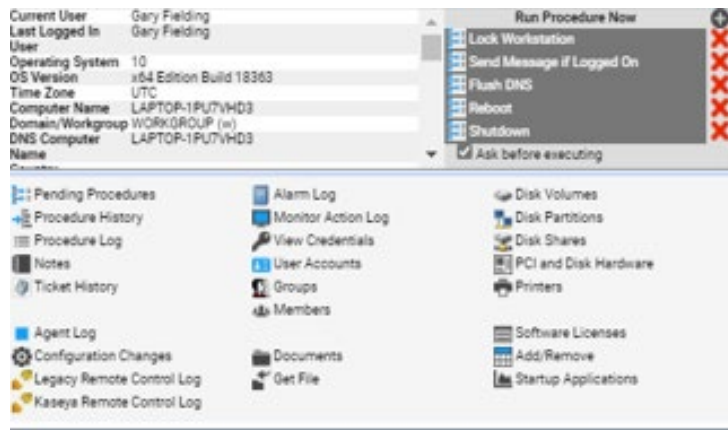 Current User Gary Fielding
Last Logged In User Gary Fielding
Operating System 10
OS Version x64 Edition Build 18363
Time Zone UTC
Computer Name LAPTOP-1PU7VHD3
Domain/Workgroup WORKGROUP (w)
DNS Computer Name LAPTOP-1PU7VHD3
Run Procedure Now
Lock Workstation
Send Message if Logged On
Flush DNS
Reboot
Shutdown
Ask before executing
Pending Procedures
Procedure History
Procedure Log
Notes
Ticket History
Agent Log
Configuration Changes
Legacy Remote Control Log
Kaseya Remote Control Log
Alarm Log
Monitor Action Log
View Credentials
User Accounts
Groups
Members
Documents
Get File
Disk Volumes
Disk Partitions
Disk Shares
PCI and Disk Hardware
Printers
Software Licenses
Add/Remove
Startup Applications